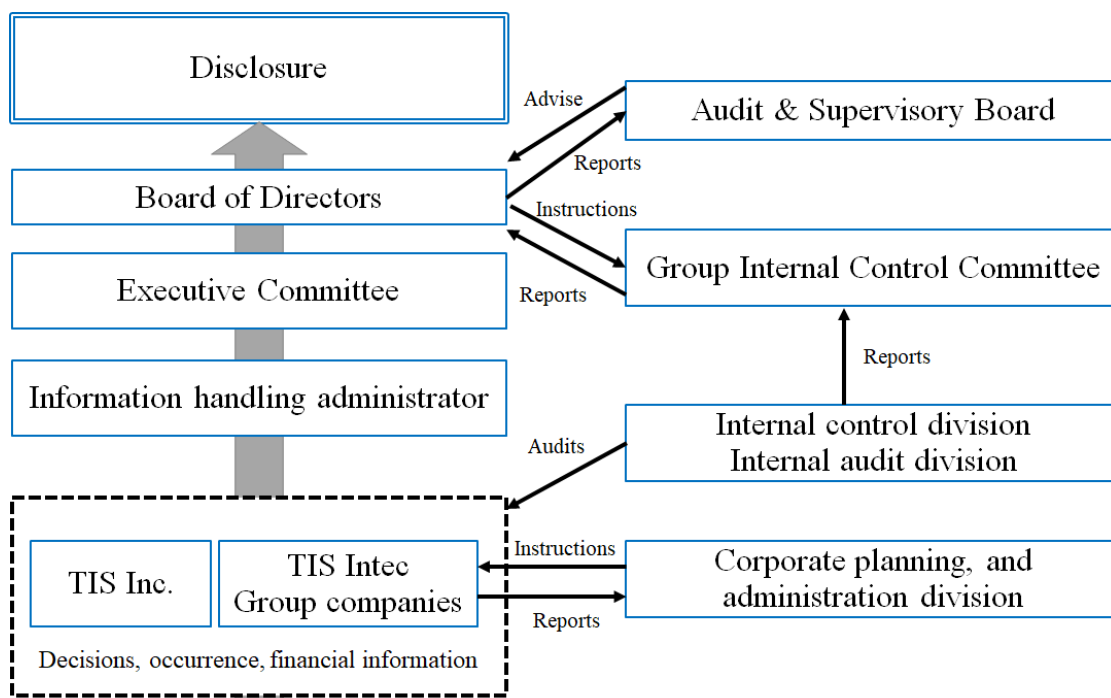 Disclosure
Advise
Audit & Supervisory Board
Reports
Board of Directors
Instructions
Group Internal Control Committee
Executive Committee
Reports
Reports
Information handling administrator
Internal control division
Internal audit division
Audits
TIS Inc.
TIS Intec
Group companies
Instructions
Reports
Corporate planning, and
administration division
Decisions, occurrence, financial information